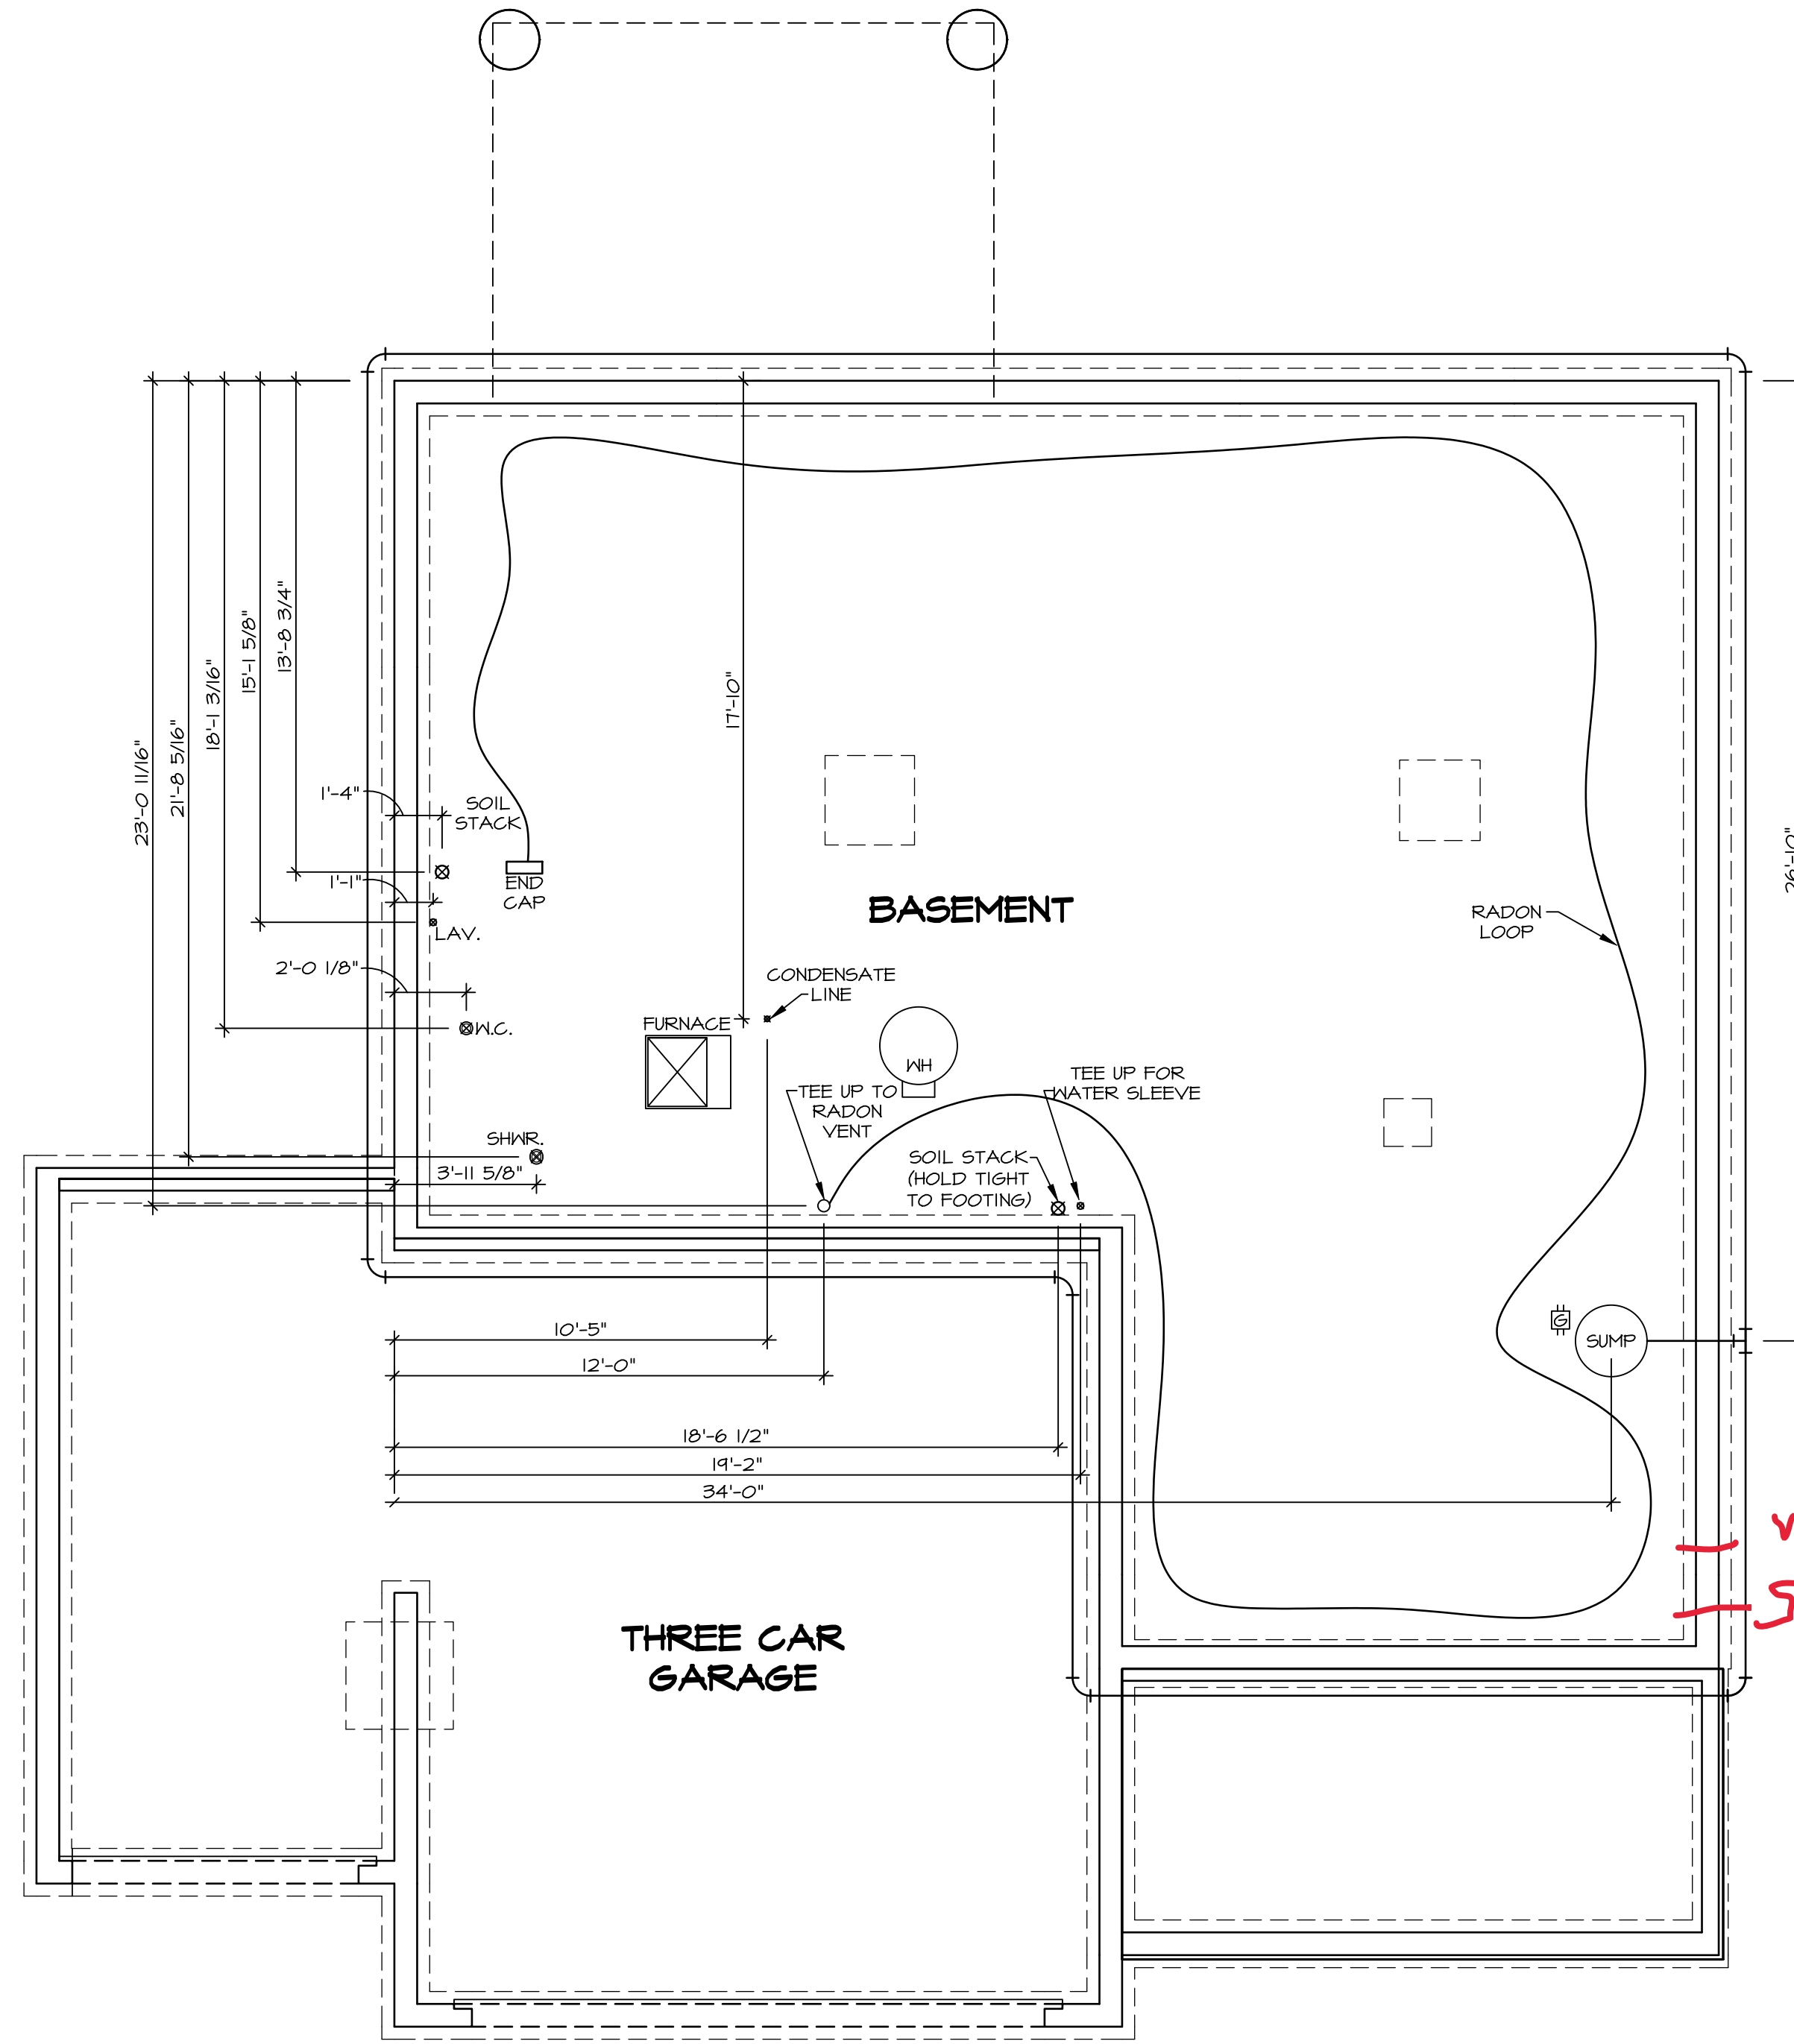 23'-0 11/16"
21'-8 5/16"
18'-1 3/16"
15'-1 5/8"
13'-8 3/4"
17'-10"
26'-10"
1'-4"
SOIL
STACK
1'-1"
END
CAP
LAV.
BASEMENT
RADON
LOOP
2'-0 1/8"
W.C.
CONDENSATE
LINE
FURNACE
WH
TEE UP TO
RADON
VENT
TEE UP FOR
WATER SLEEVE
SHWR.
3'-11 5/8"
SOIL STACK
(HOLD TIGHT
TO FOOTING)
G
SUMP
10'-5"
12'-0"
18'-6 1/2"
19'-2"
34'-0"
THREE CAR
GARAGE